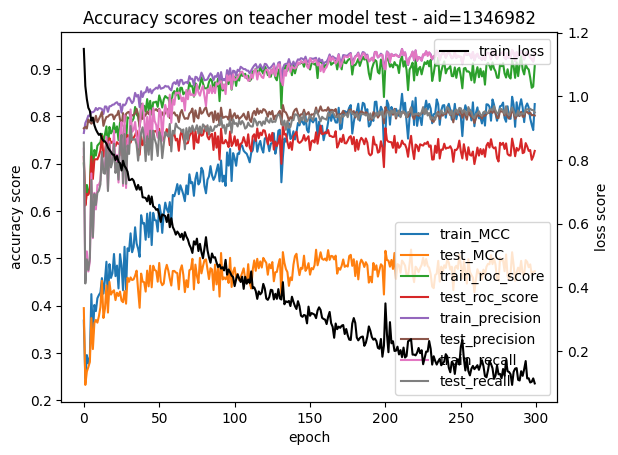 Accuracy scores on teacher model test - aid=1346982
train_loss
train_MCC
test_MCC
train_roc_score
test_roc_score
train_precision
test_precision
train_recall
test_recall
accuracy score
0.9
0.8
0.7
0.6
0.5
0.4
0.3
0.2
loss score
1.2
1.0
0.8
0.6
0.4
0.2
0
50
100
150
200
250
300
epoch